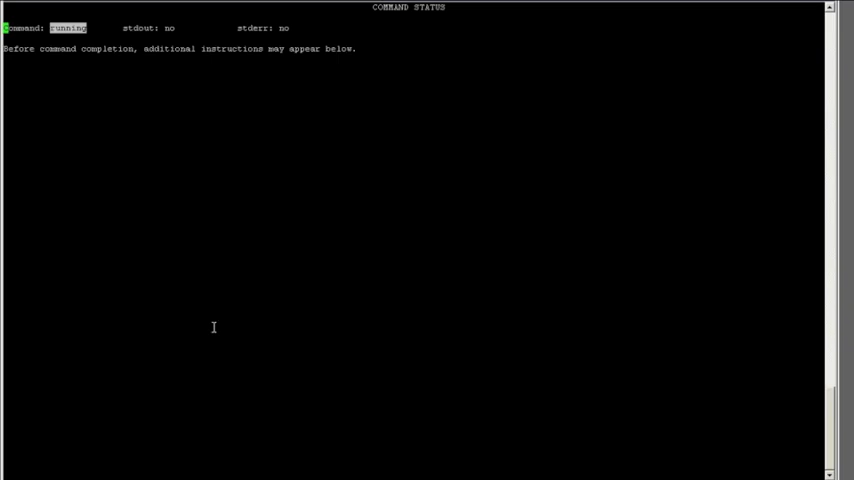 COMMAND STATUS
Command: running stdout: no stderr: no
Before command completion, additional instructions may appear below.